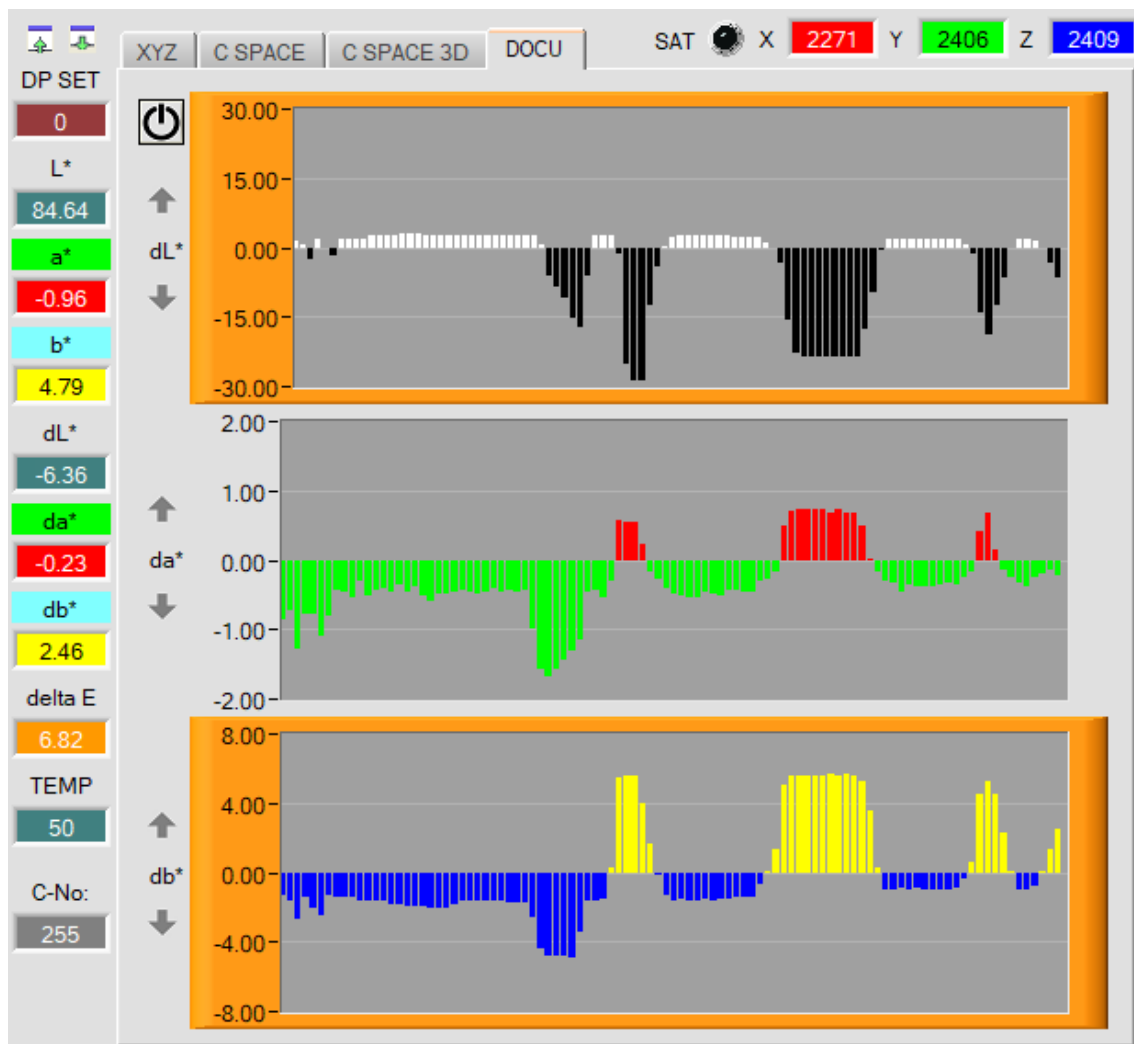 XYZ C SPACE C SPACE 3D DOCU SAT X 2271 Y 2406 Z 2409
DP SET
0
L*
84.64
a*
-0.96
b*
4.79
dL*
-6.36
da*
-0.23
db*
2.46
delta E
6.82
TEMP
50
C-No:
255
30.00
15.00
dL* 0.00
-15.00
-30.00
2.00
1.00
da* 0.00
-1.00
-2.00
8.00
4.00
db* 0.00
-4.00
-8.00